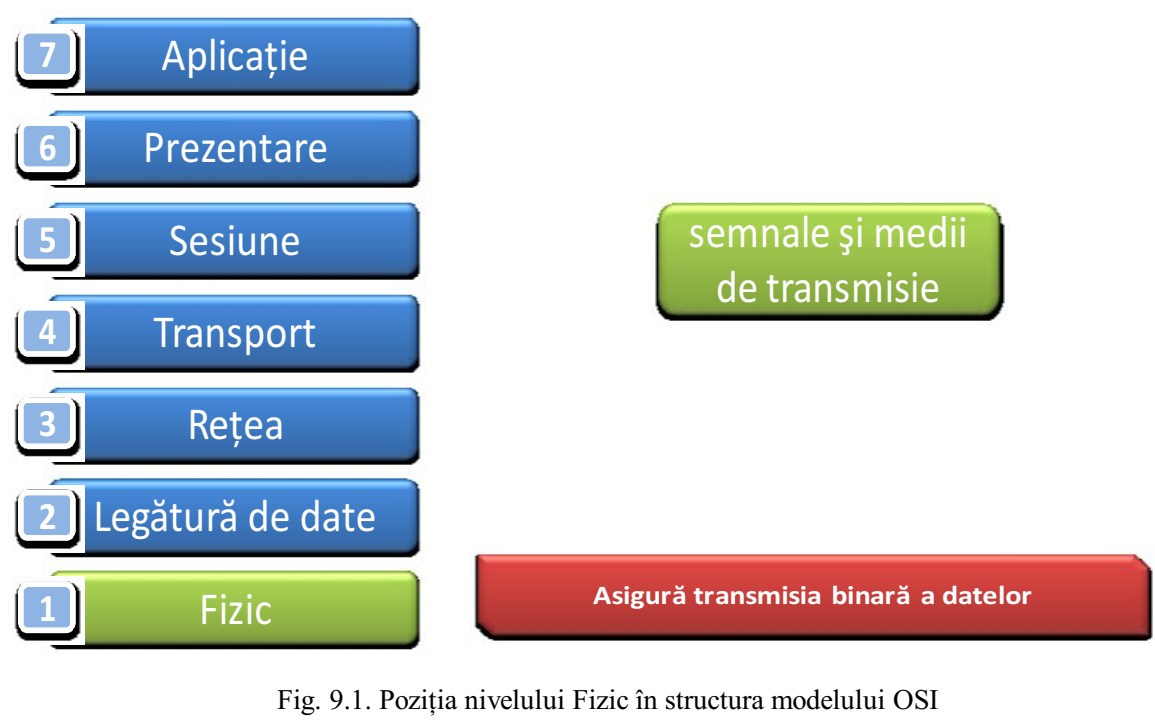 7 Aplicație
6 Prezentare
5 Sesiune
4 Transport
3 Rețea
2 Legătură de date
1 Fizic
semnale şi medii
de transmisie
Asigură transmisia binară a datelor
Fig. 9.1. Poziția nivelului Fizic în structura modelului OSI